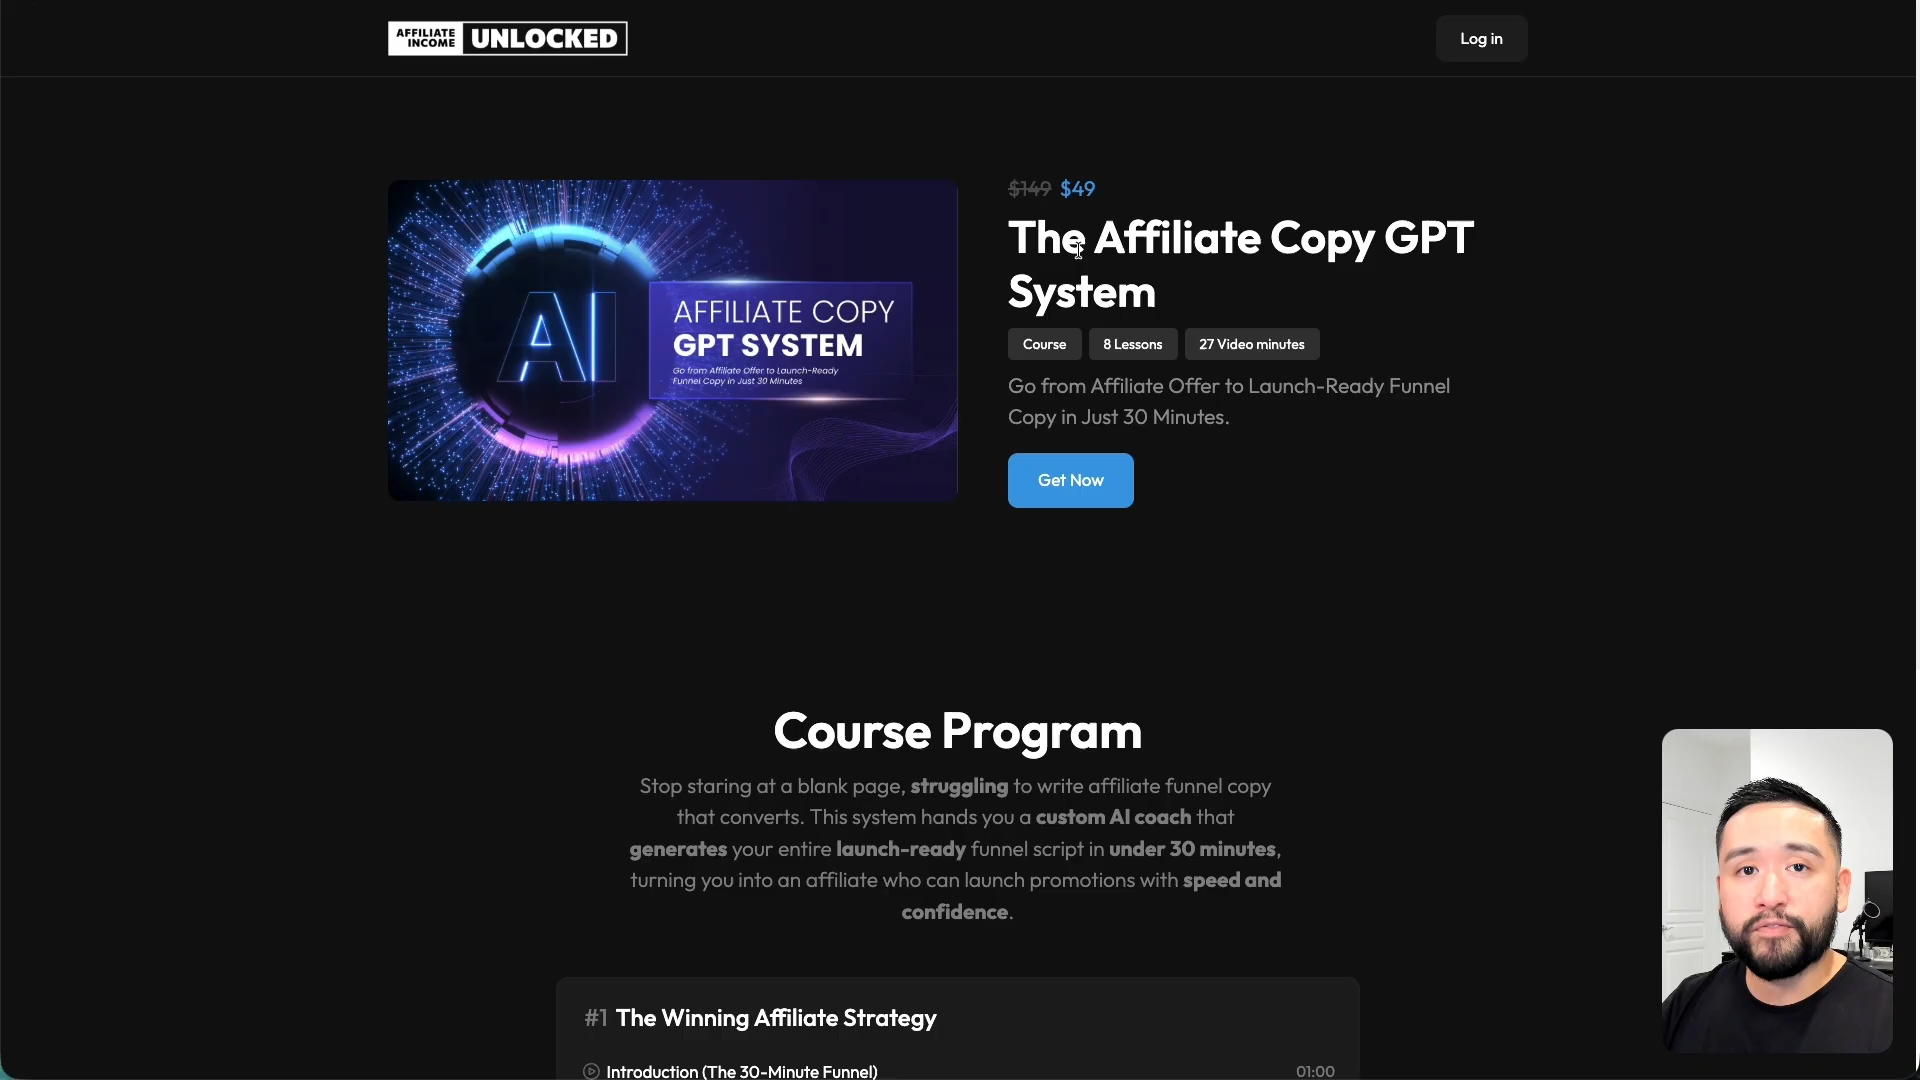 AFFILIATE
INCOME
UNLOCKED
Log in
AI
AFFILIATE COPY
GPT SYSTEM
Go from Affiliate Offer to Launch-Ready
Funnel Copy in Just 30 Minutes
$149 $49
The Affiliate Copy GPT
System
Course
8 Lessons
27 Video minutes
Go from Affiliate Offer to Launch-Ready Funnel
Copy in Just 30 Minutes.
Get Now
Course Program
Stop staring at a blank page, struggling to write affiliate funnel copy
that converts. This system hands you a custom AI coach that
generates your entire launch-ready funnel script in under 30 minutes,
turning you into an affiliate who can launch promotions with speed and
confidence.
#1 The Winning Affiliate Strategy
Introduction (The 30-Minute Funnel) 01:00